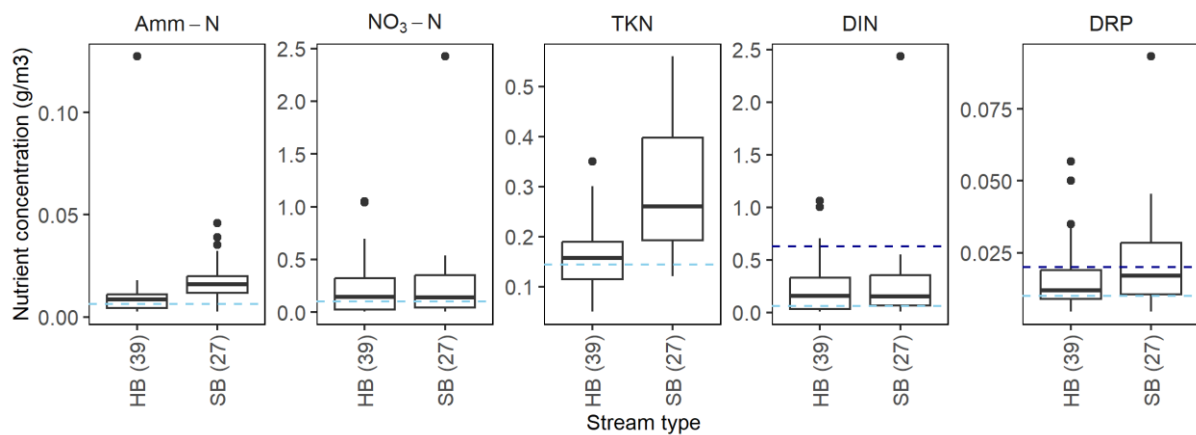 Amm – N
NO₃ – N
TKN
DIN
DRP
Nutrient concentration (g/m3)
0.10
0.05
0.00
HB (39)
SB (27)
2.5
2.0
1.5
1.0
0.5
0.0
HB (39)
SB (27)
0.5
0.4
0.3
0.2
0.1
HB (39)
SB (27)
2.5
2.0
1.5
1.0
0.5
0.0
HB (39)
SB (27)
0.075
0.050
0.025
HB (39)
SB (27)
Stream type